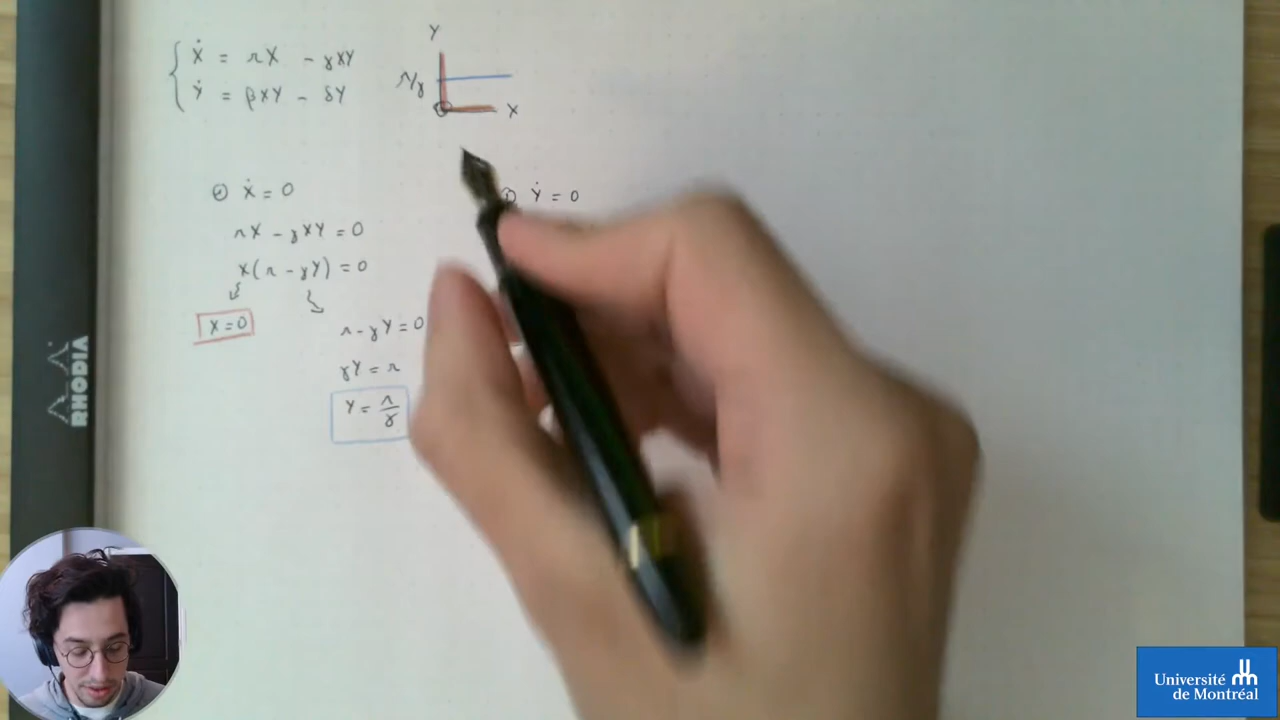 Ẋ = rX - γXY
Ẏ = βXY - δY
Y
r/γ
X
① Ẋ = 0
rX - γXY = 0
X(r - γY) = 0
X = 0
r - γY = 0
γY = r
Y = r/γ
① Ẏ = 0
RHODIA
Université
de Montréal